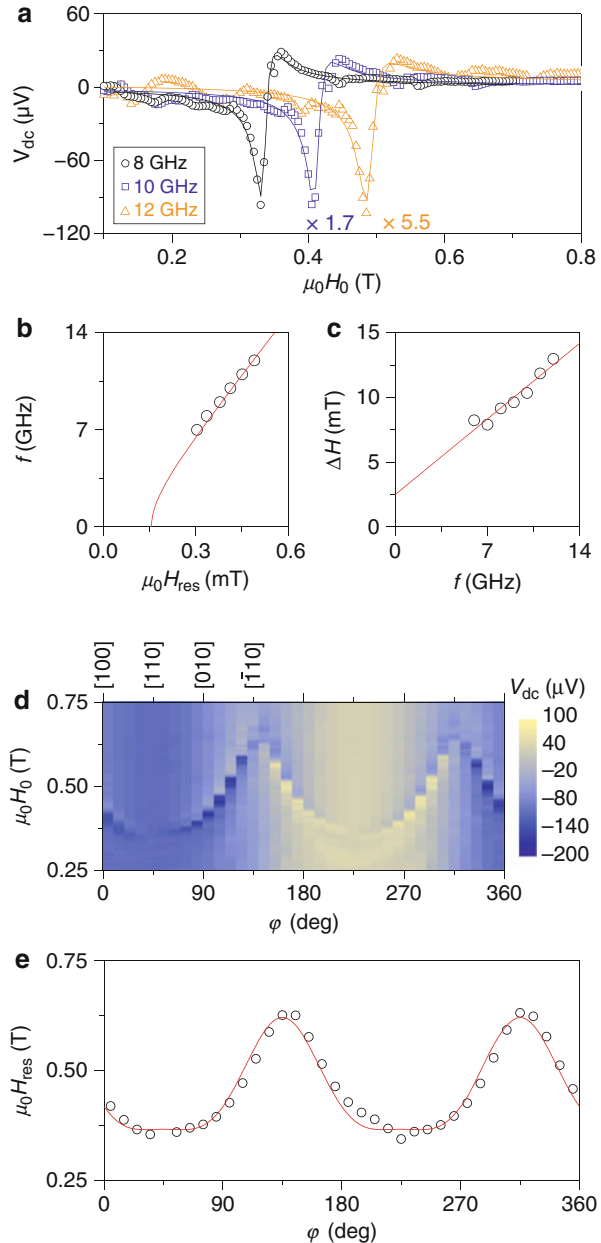 a
60
0
−60
−120
V_dc (µV)
8 GHz
10 GHz
12 GHz
× 1.7
× 5.5
0.2
0.4
0.6
0.8
µ₀H₀ (T)
b
14
7
0
f (GHz)
0.0
0.3
0.6
µ₀H_res (mT)
c
15
10
5
0
ΔH (mT)
0
7
14
f (GHz)
[100]
[110]
[010]
[1̄10]
d
0.75
0.50
0.25
µ₀H₀ (T)
0
90
180
270
360
φ (deg)
V_dc (µV)
100
40
−20
−80
−140
−200
e
0.75
0.50
0.25
µ₀H_res (T)
0
90
180
270
360
φ (deg)